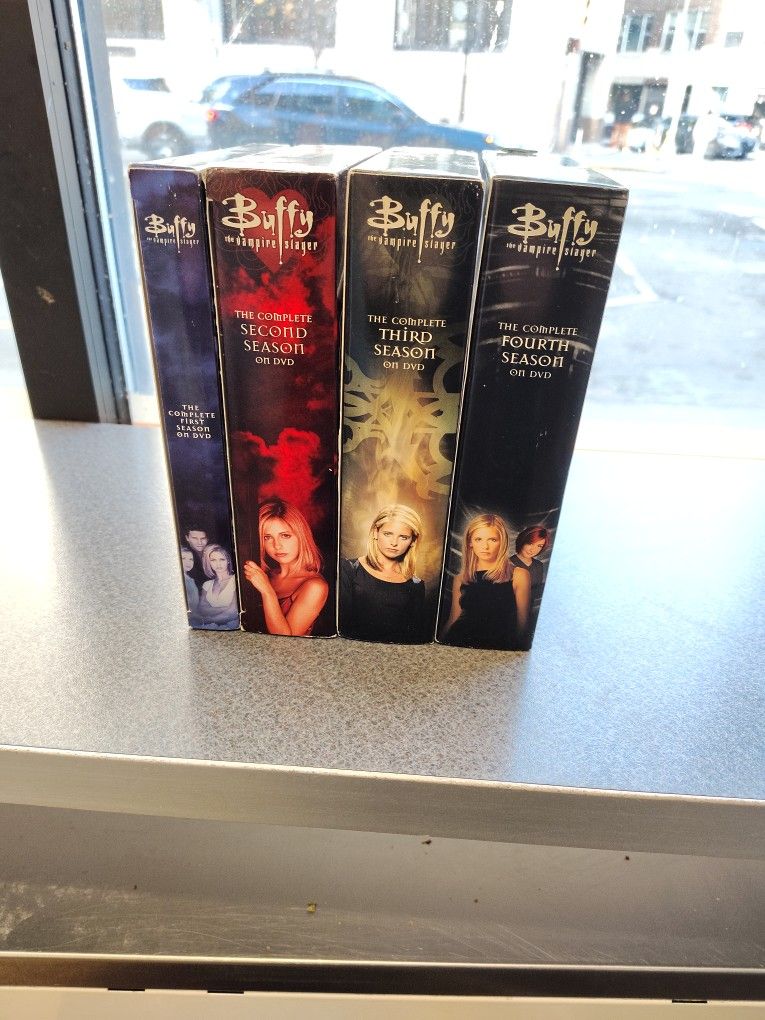 Buffy
the vampire slayer
THE
COMPLETE
FIRST
SEASON
ON DVD
Buffy
the vampire slayer
THE COMPLETE
SECOND
SEASON
ON DVD
Buffy
the vampire slayer
THE COMPLETE
THIRD
SEASON
ON DVD
Buffy
the vampire slayer
THE COMPLETE
FOURTH
SEASON
ON DVD